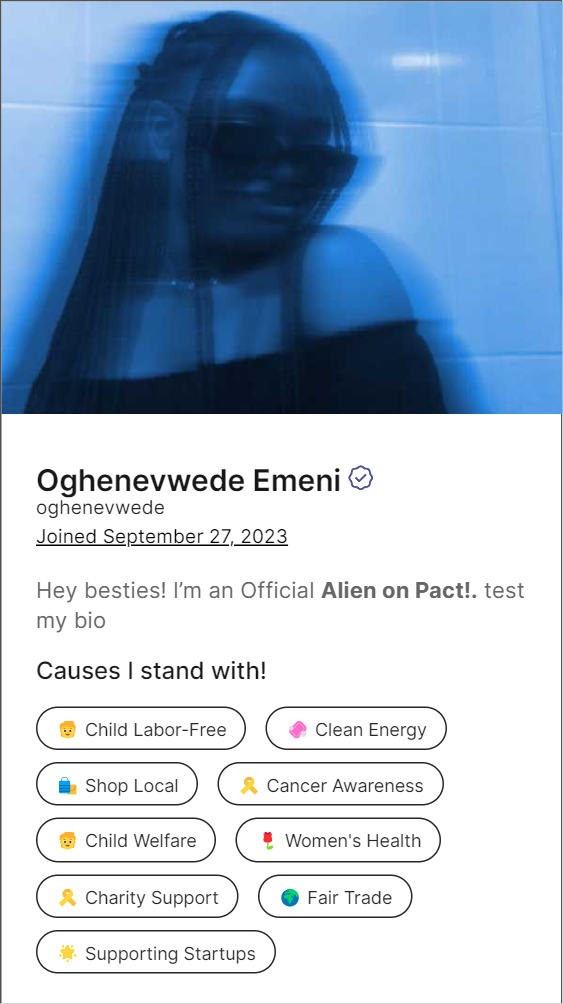 Oghenevwede Emeni
oghenevwede
Joined September 27, 2023
Hey besties! I’m an Official Alien on Pact!. test
my bio
Causes I stand with!
Child Labor-Free
Clean Energy
Shop Local
Cancer Awareness
Child Welfare
Women's Health
Charity Support
Fair Trade
Supporting Startups